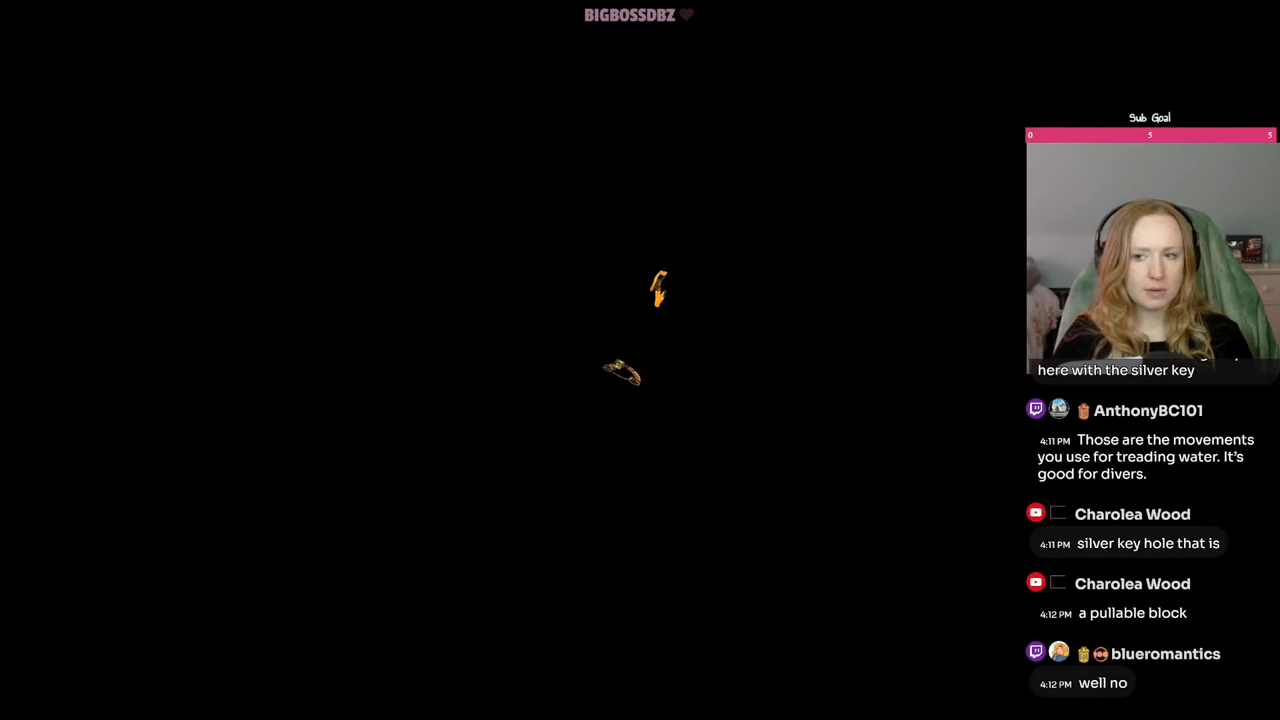 BIGBOSSDBZ
Sub Goal
0 5 5
here with the silver key
AnthonyBC101
4:11 PM Those are the movements
you use for treading water. It's
good for divers.
Charolea Wood
4:11 PM silver key hole that is
Charolea Wood
4:12 PM a pullable block
blueromantics
4:12 PM well no